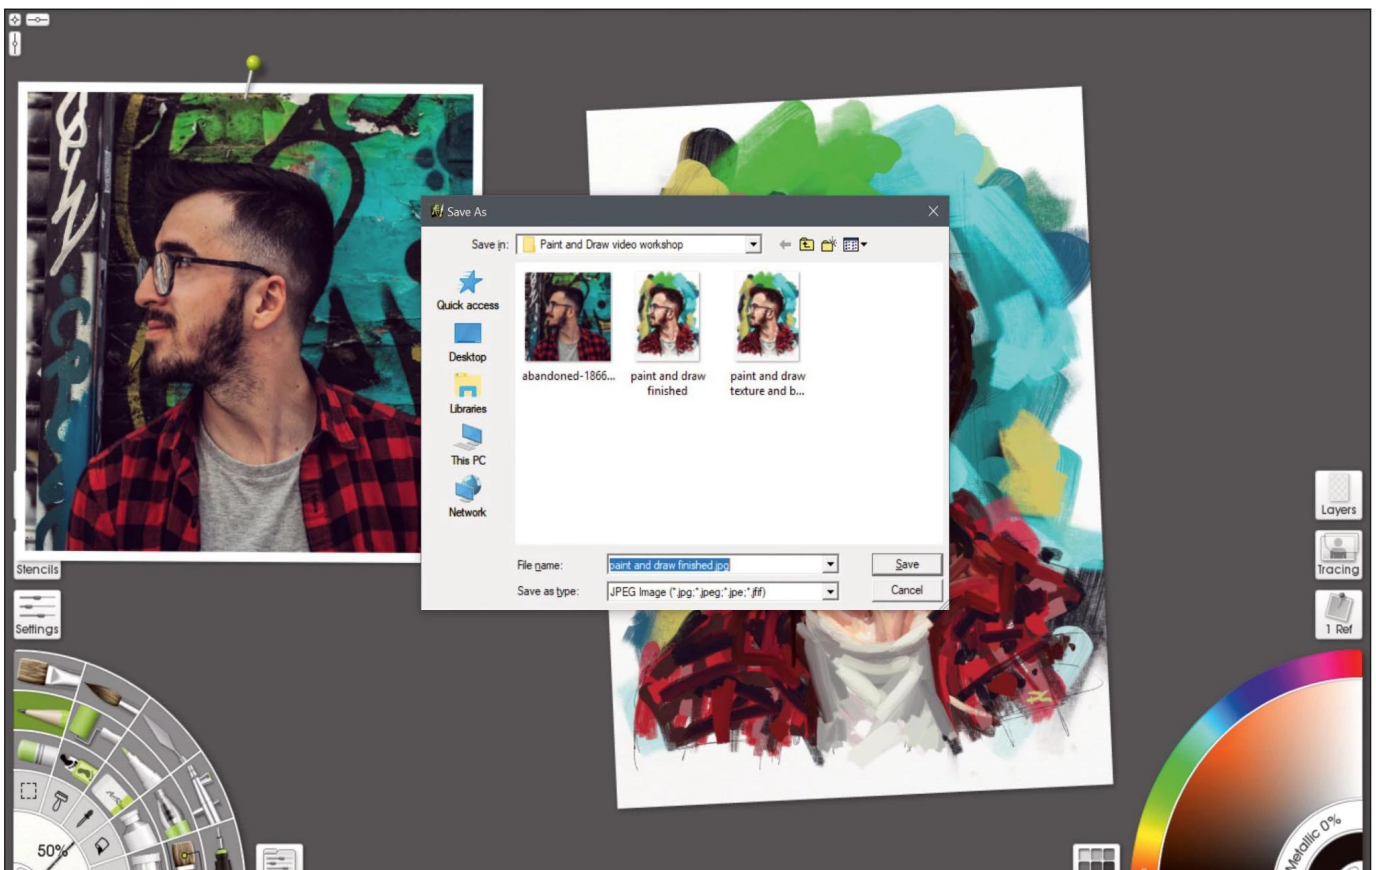 Save As
Save in:
Paint and Draw video workshop
Quick access
Desktop
Libraries
This PC
Network
abandoned-1866...
paint and draw
finished
paint and draw
texture and b...
File name:
paint and draw finished.jpg
Save
Save as type:
JPEG Image (*.jpg;*.jpeg;*.jpe;*.jfif)
Cancel
Stencils
Settings
Layers
Tracing
1 Ref
50%
Metallic 0%